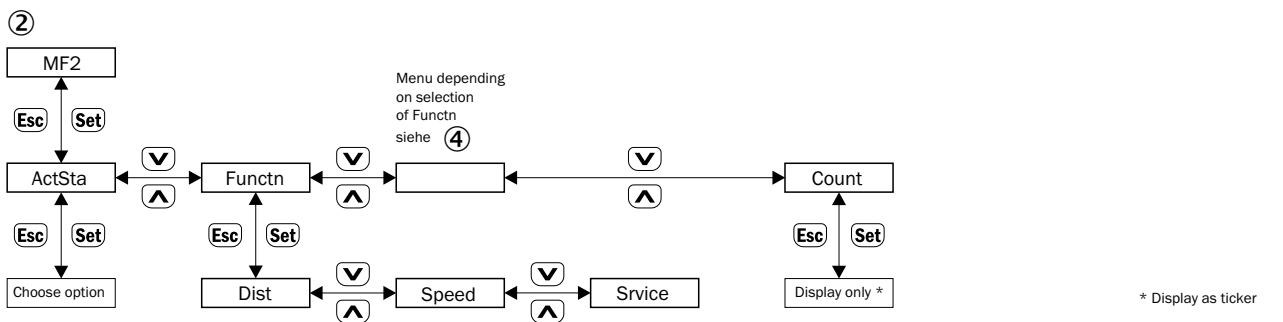 ②
MF2
Menu depending
on selection
of Functn
siehe ④
Esc Set
ActSta Functn Count
Esc Set Esc Set Esc Set
Choose option Dist Speed Srvice Display only *
* Display as ticker